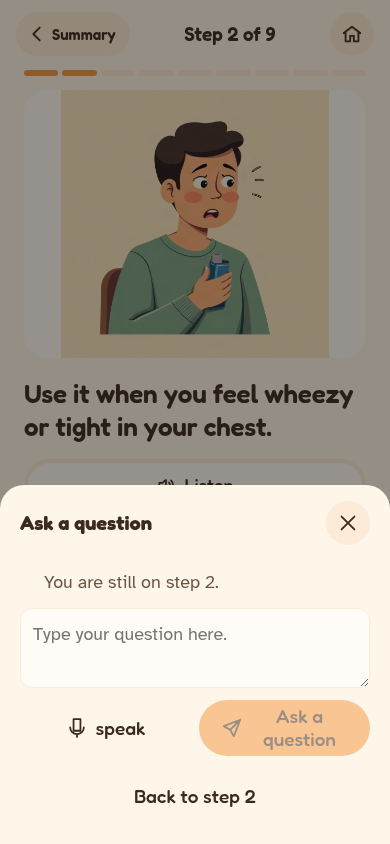 Summary
Step 2 of 9
Use it when you feel wheezy
or tight in your chest.
Listen
Ask a question
You are still on step 2.
Type your question here.
speak
Ask a
question
Back to step 2